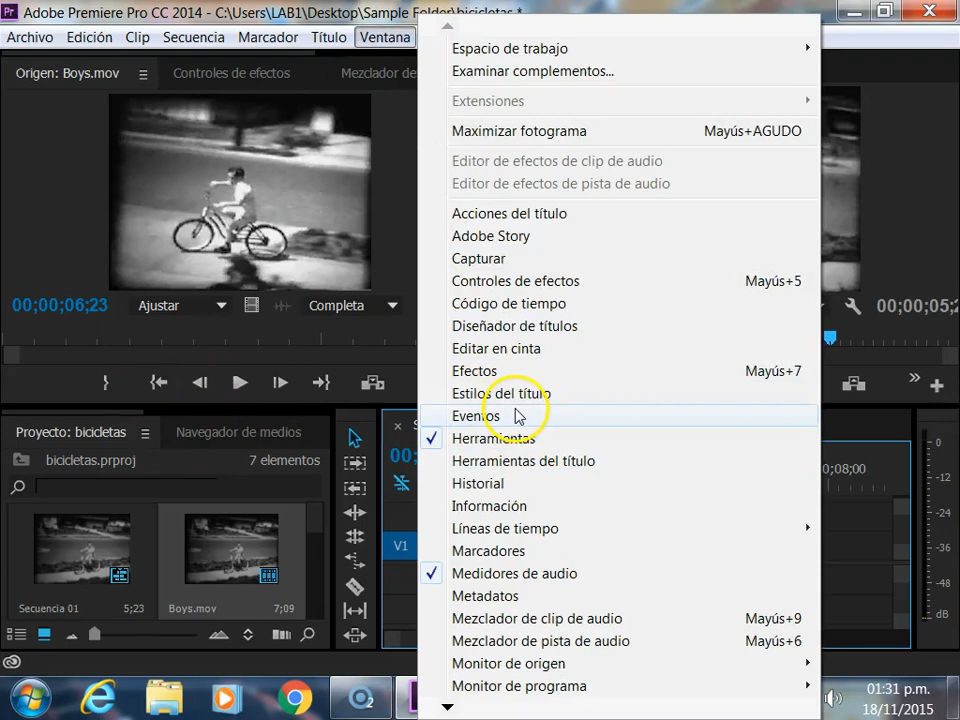 Adobe Premiere Pro CC 2014 - C:\Users\LAB1\Desktop\Sample Folder\bicicletas *
Archivo Edición Clip Secuencia Marcador Título Ventana
Origen: Boys.mov Controles de efectos Mezclador de
00;00;06;23 Ajustar Completa 00;00;05;2
Espacio de trabajo
Examinar complementos...
Extensiones
Maximizar fotograma Mayús+AGUDO
Editor de efectos de clip de audio
Editor de efectos de pista de audio
Acciones del título
Adobe Story
Capturar
Controles de efectos Mayús+5
Código de tiempo
Diseñador de títulos
Editar en cinta
Efectos Mayús+7
Estilos del título
Eventos
Herramientas
Herramientas del título
Historial
Información
Líneas de tiempo
Marcadores
Medidores de audio
Metadatos
Mezclador de clip de audio Mayús+9
Mezclador de pista de audio Mayús+6
Monitor de origen
Monitor de programa
Proyecto: bicicletas Navegador de medios
bicicletas.prproj 7 elementos
Secuencia 01 5;23 Boys.mov 7;09
× S
00;
V1
;08;00
0
-12
-24
-36
-48
dB
2
01:31 p.m.
18/11/2015